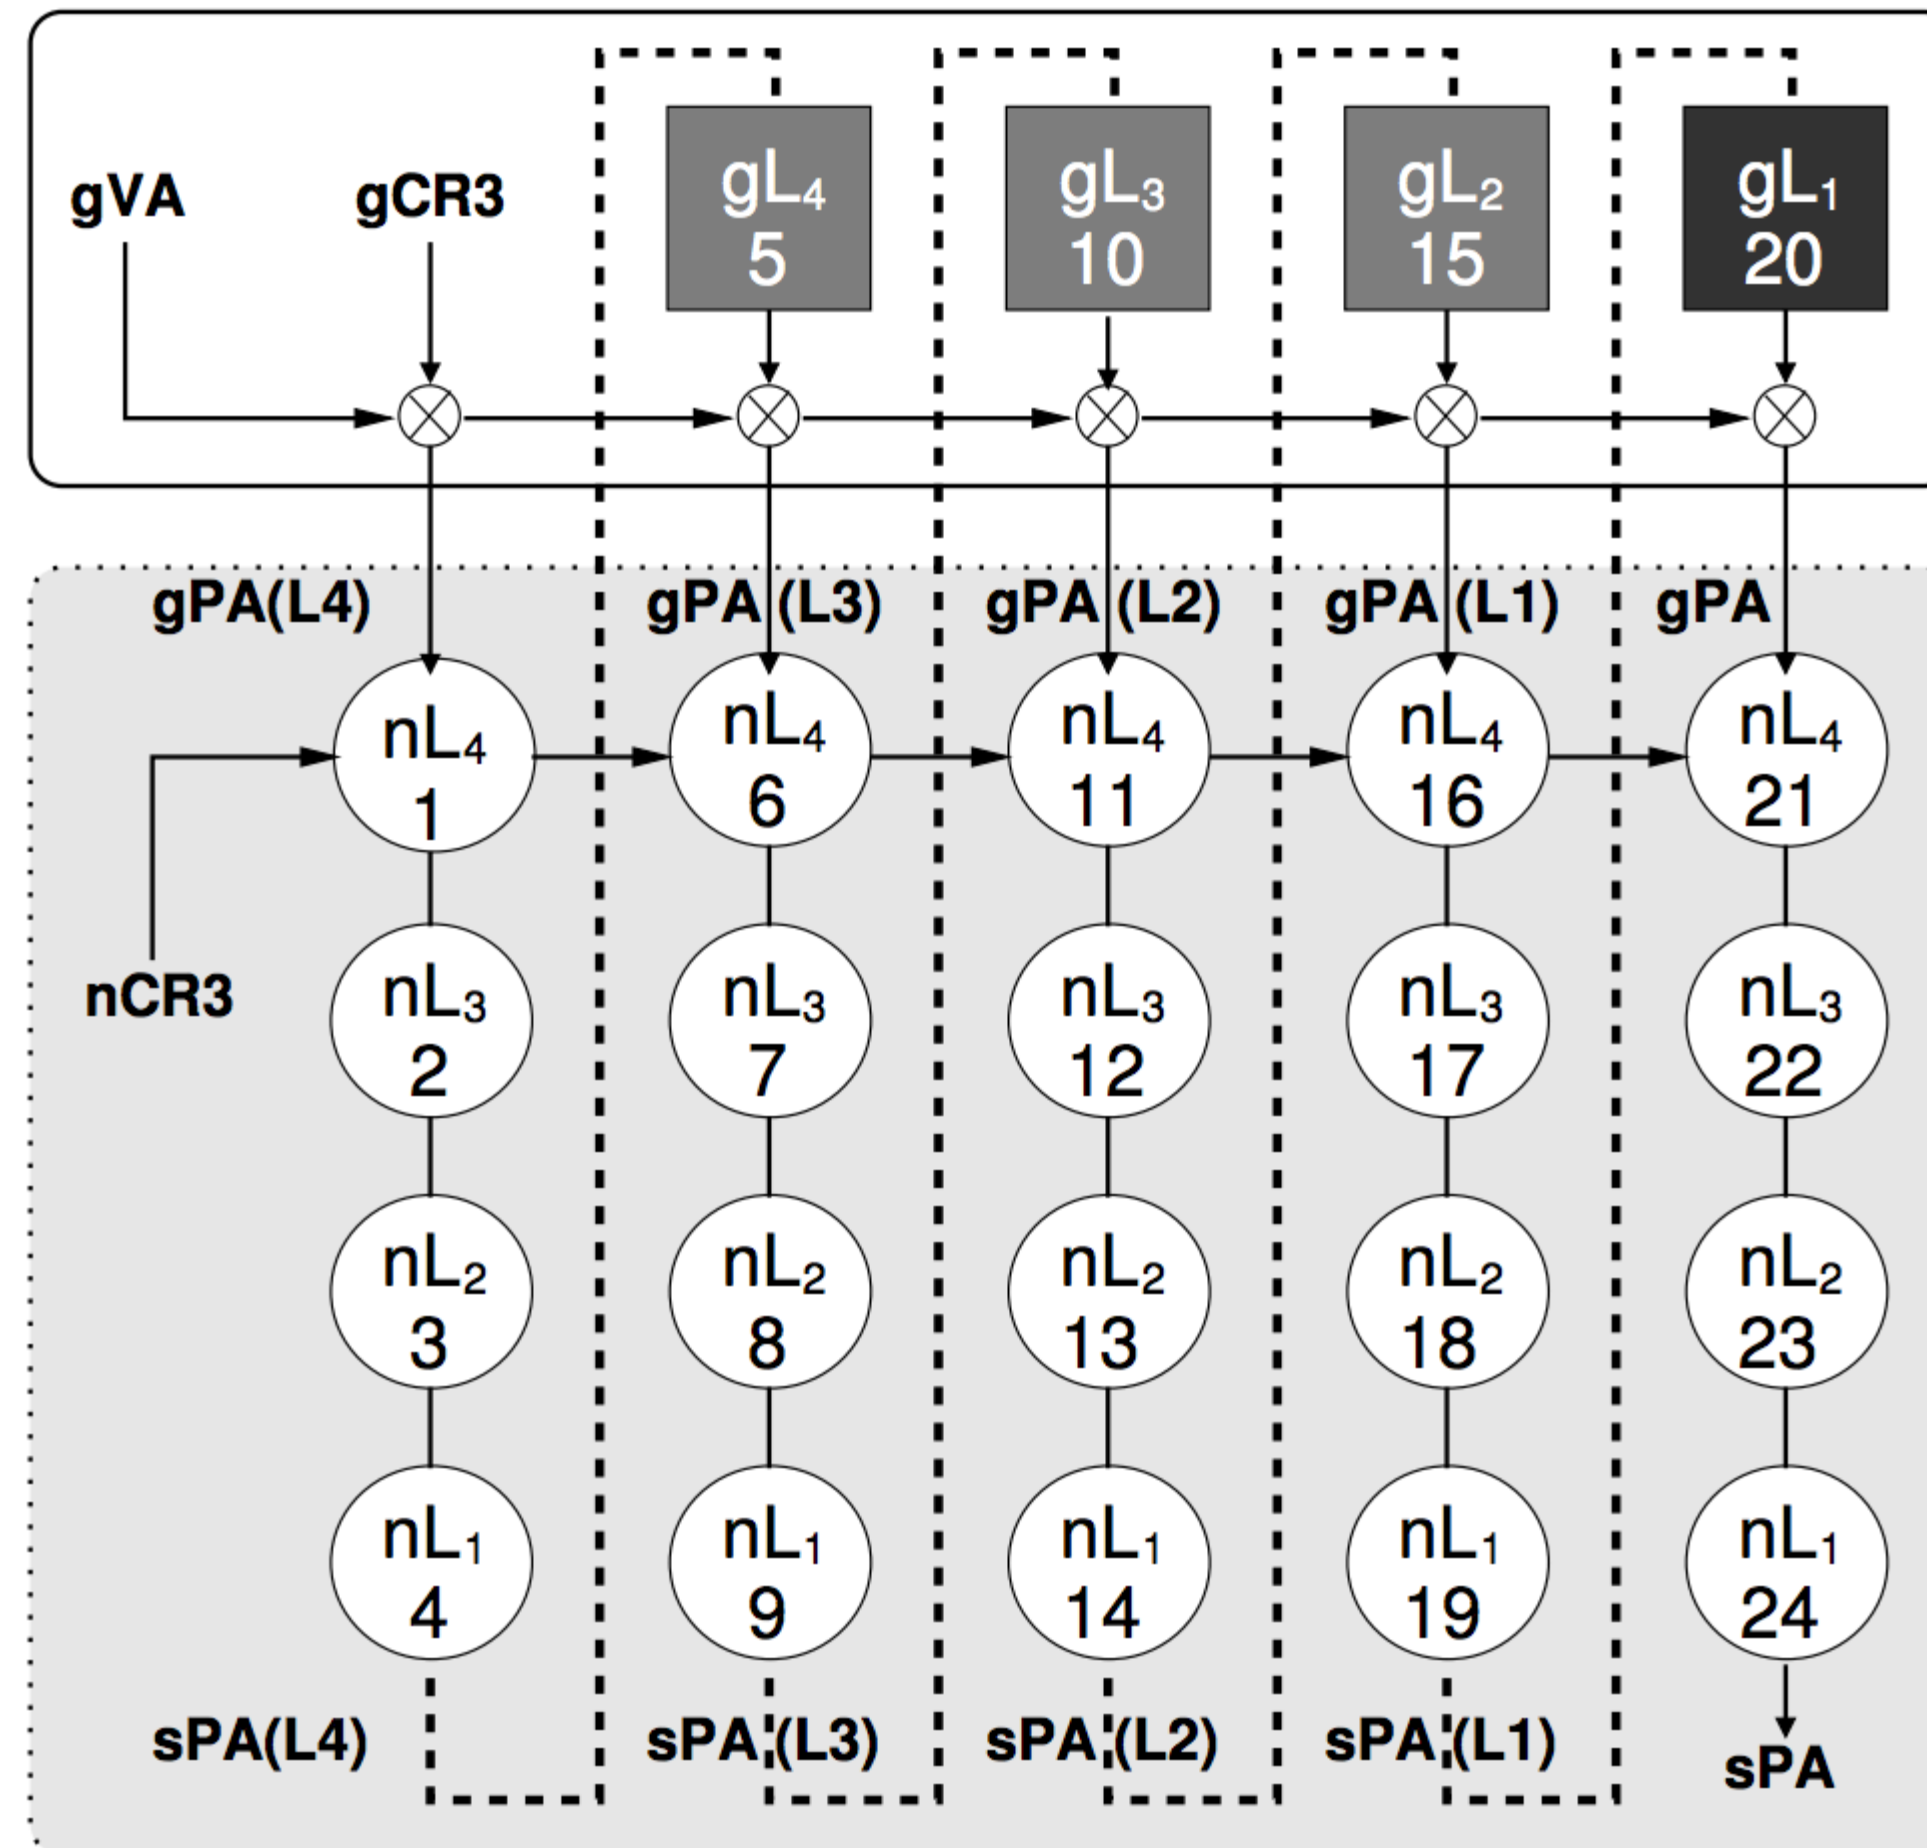 gVA
gCR3
gL4
5
gL3
10
gL2
15
gL1
20
gPA(L4)
gPA (L3)
gPA (L2)
gPA (L1)
gPA
nL4
1
nL4
6
nL4
11
nL4
16
nL4
21
nCR3
nL3
2
nL3
7
nL3
12
nL3
17
nL3
22
nL2
3
nL2
8
nL2
13
nL2
18
nL2
23
nL1
4
nL1
9
nL1
14
nL1
19
nL1
24
sPA(L4)
sPA (L3)
sPA (L2)
sPA (L1)
sPA